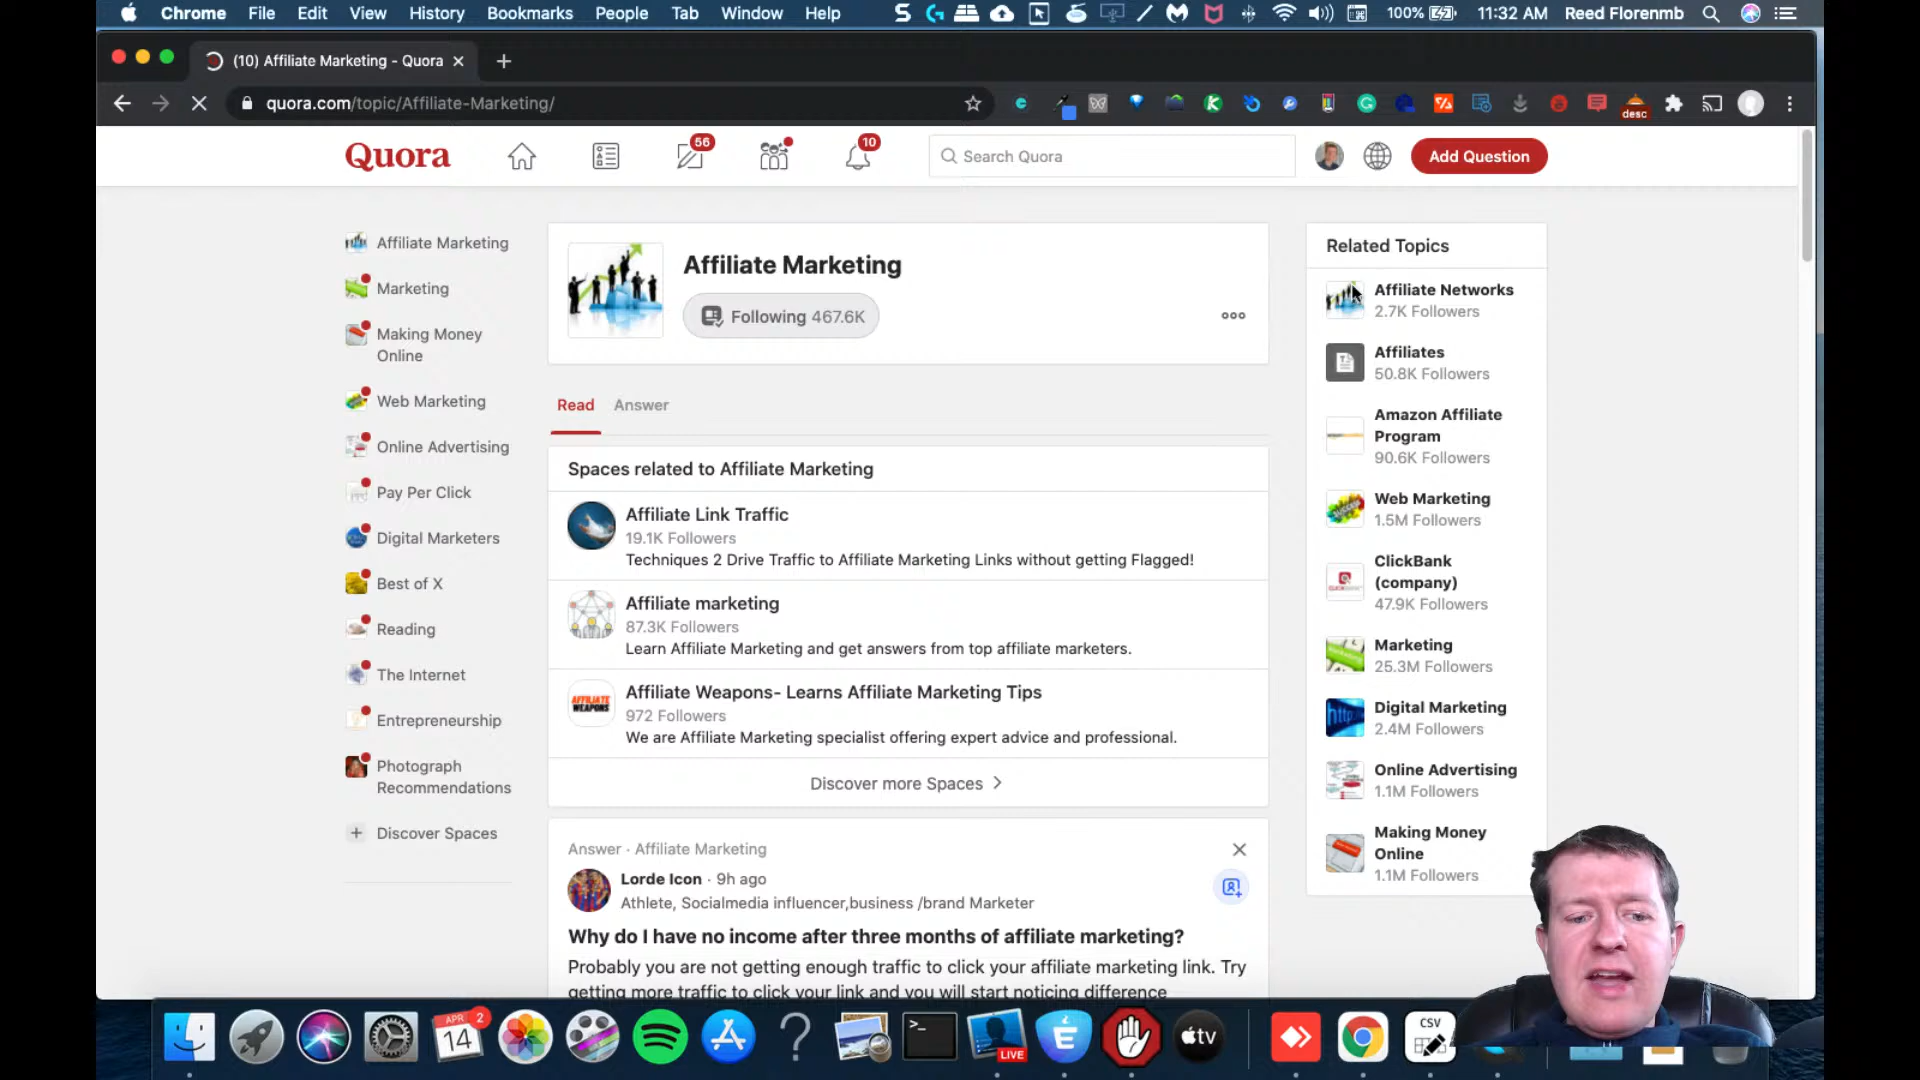 Chrome File Edit View History Bookmarks People Tab Window Help 100% 11:32 AM Reed Florenmb
(10) Affiliate Marketing - Quora
quora.com/topic/Affiliate-Marketing/
desc
Quora 56 10 Search Quora Add Question
Affiliate Marketing
Marketing
Making Money
Online
Web Marketing
Online Advertising
Pay Per Click
Digital Marketers
Best of X
Reading
The Internet
Entrepreneurship
Photograph
Recommendations
Discover Spaces
Affiliate Marketing
Following 467.6K
Read Answer
Spaces related to Affiliate Marketing
Affiliate Link Traffic
19.1K Followers
Techniques 2 Drive Traffic to Affiliate Marketing Links without getting Flagged!
Affiliate marketing
87.3K Followers
Learn Affiliate Marketing and get answers from top affiliate marketers.
AFFILIATE
WEAPONS
Affiliate Weapons- Learns Affiliate Marketing Tips
972 Followers
We are Affiliate Marketing specialist offering expert advice and professional.
Discover more Spaces
Answer · Affiliate Marketing
Lorde Icon · 9h ago
Athlete, Socialmedia influencer,business /brand Marketer
Why do I have no income after three months of affiliate marketing?
Probably you are not getting enough traffic to click your affiliate marketing link. Try
getting more traffic to click your link and you will start noticing difference
Related Topics
Affiliate Networks
2.7K Followers
Affiliates
50.8K Followers
Amazon Affiliate
Program
90.6K Followers
Web Marketing
1.5M Followers
ClickBank
(company)
47.9K Followers
Marketing
25.3M Followers
Digital Marketing
2.4M Followers
http
Online Advertising
1.1M Followers
Making Money
Online
1.1M Followers
APR 2
14
LIVE
tv
CSV